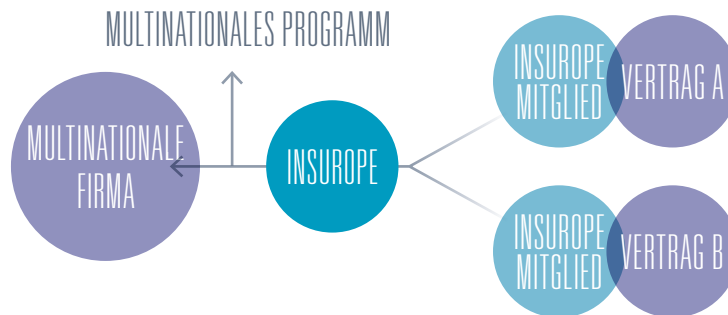 MULTINATIONALES PROGRAMM
MULTINATIONALE
FIRMA
INSUROPE
INSUROPE
MITGLIED
VERTRAG A
INSUROPE
MITGLIED
VERTRAG B